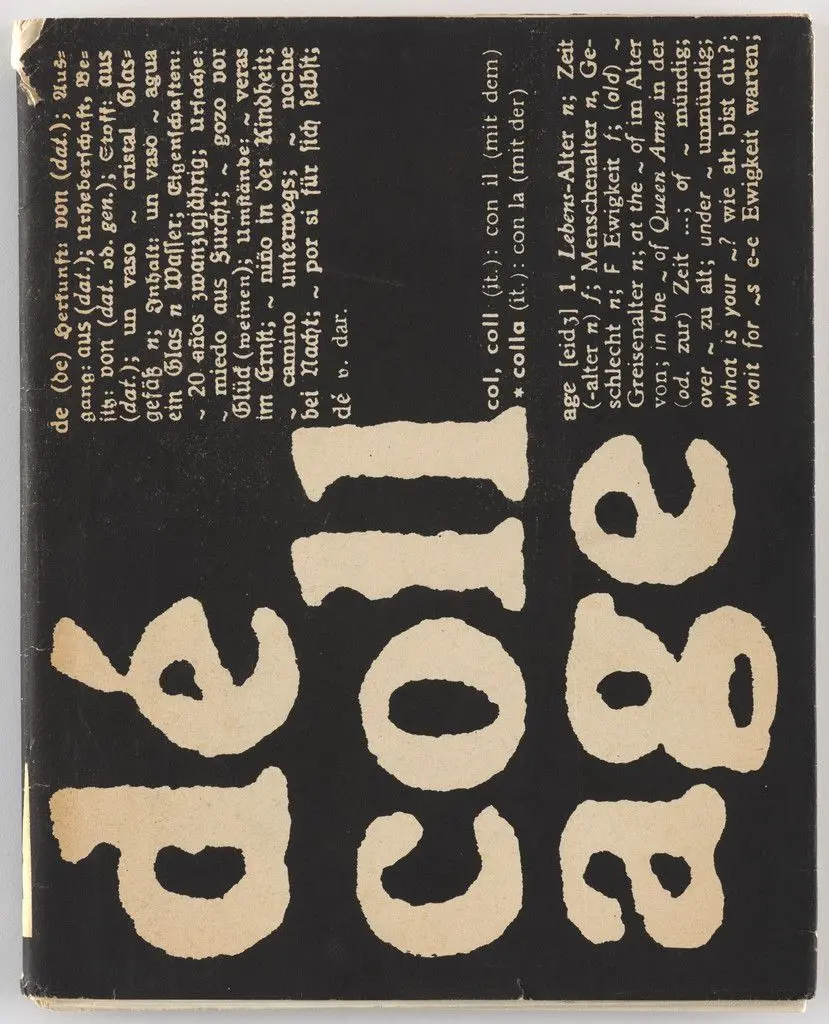 dé
coll
age
de (de) Herkunft: von (dat.); Aus=
gang: aus (dat.); Urheberschaft, Be=
sitz: von (dat. od. gen.); Stoff: aus
(dat.); un vaso ~ cristal Glas=
gefäß n; Inhalt: un vaso ~ agua
ein Glas n Wasser; Eigenschaften:
~ 20 años zwanzigjährig; Ursache:
~ miedo aus Furcht; ~ gozo vor
Glück (weinen); Umstände: ~ veras
im Ernst; ~ niño in der Kindheit;
~ camino unterwegs; ~ noche
bei Nacht; ~ por si für sich selbst;
dé v. dar.
col, coll (it.): con il (mit dem)
* colla (it.): con la (mit der)
age [eidʒ] 1. Lebens-Alter n; Zeit
(-alter n) f; Menschenalter n, Ge-
schlecht n; F Ewigkeit f; (old) ~
Greisenalter n; at the ~ of im Alter
von; in the ~ of Queen Anne in der
(od. zur) Zeit ...; of ~ mündig;
over ~ zu alt; under ~ unmündig;
what is your ~? wie alt bist du?;
wait for ~s e-e Ewigkeit warten;